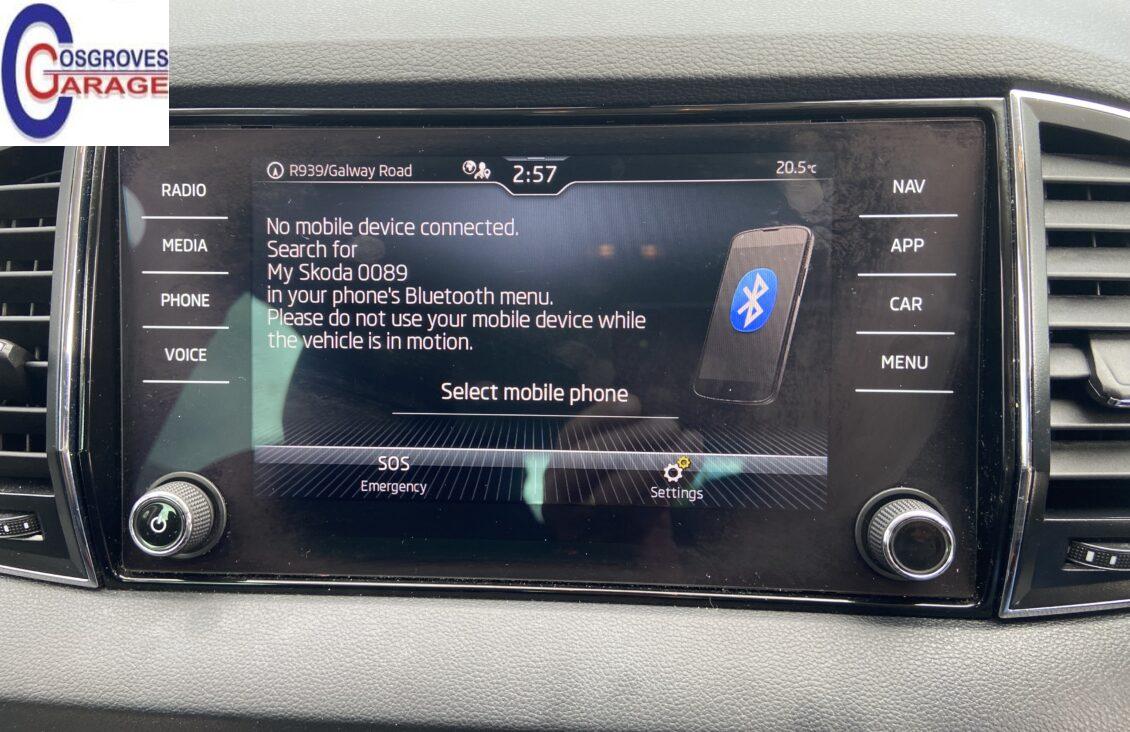 COSGROVES
GARAGE
R939/Galway Road
2:57
20.5°C
RADIO
MEDIA
PHONE
VOICE
No mobile device connected.
Search for
My Skoda 0089
in your phone's Bluetooth menu.
Please do not use your mobile device while
the vehicle is in motion.
Select mobile phone
SOS
Emergency
Settings
NAV
APP
CAR
MENU